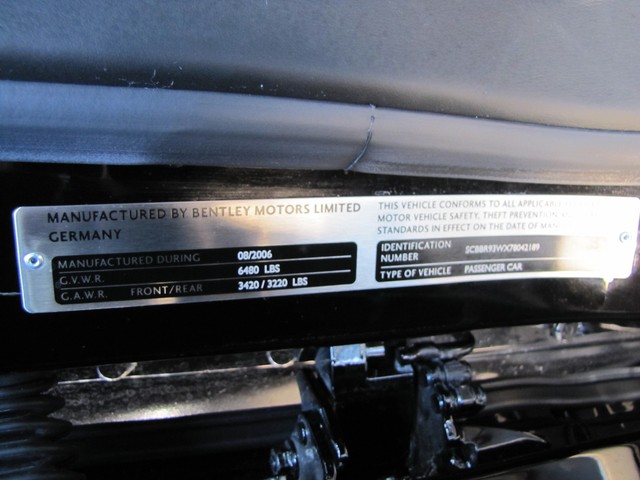 MANUFACTURED BY BENTLEY MOTORS LIMITED
GERMANY
MANUFACTURED DURING 08/2006
G.V.W.R. 6480 LBS
G.A.W.R. FRONT/REAR 3420 / 3220 LBS
THIS VEHICLE CONFORMS TO ALL APPLICABLE
MOTOR VEHICLE SAFETY, THEFT PREVENTION
STANDARDS IN EFFECT ON THE DATE OF MAN
IDENTIFICATION
NUMBER
TYPE OF VEHICLE PASSENGER CAR